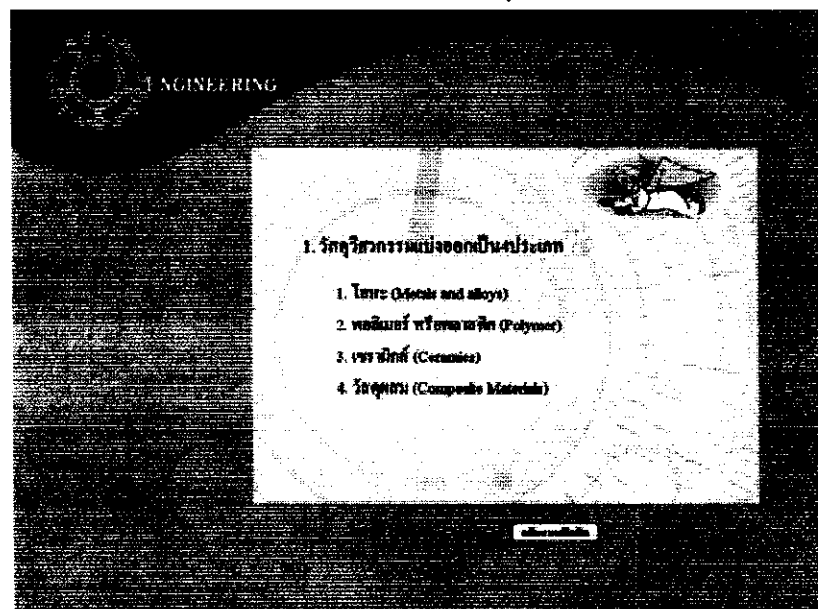 ENGINEERING
1. วัสดุวิศวกรรมแบ่งออกเป็น4ประเภท
1. โลหะ (Metals and alloys)
2. พอลิเมอร์ หรือพลาสติก (Polymer)
3. เซรามิกส์ (Ceramics)
4. วัสดุผสม (Composite Materials)